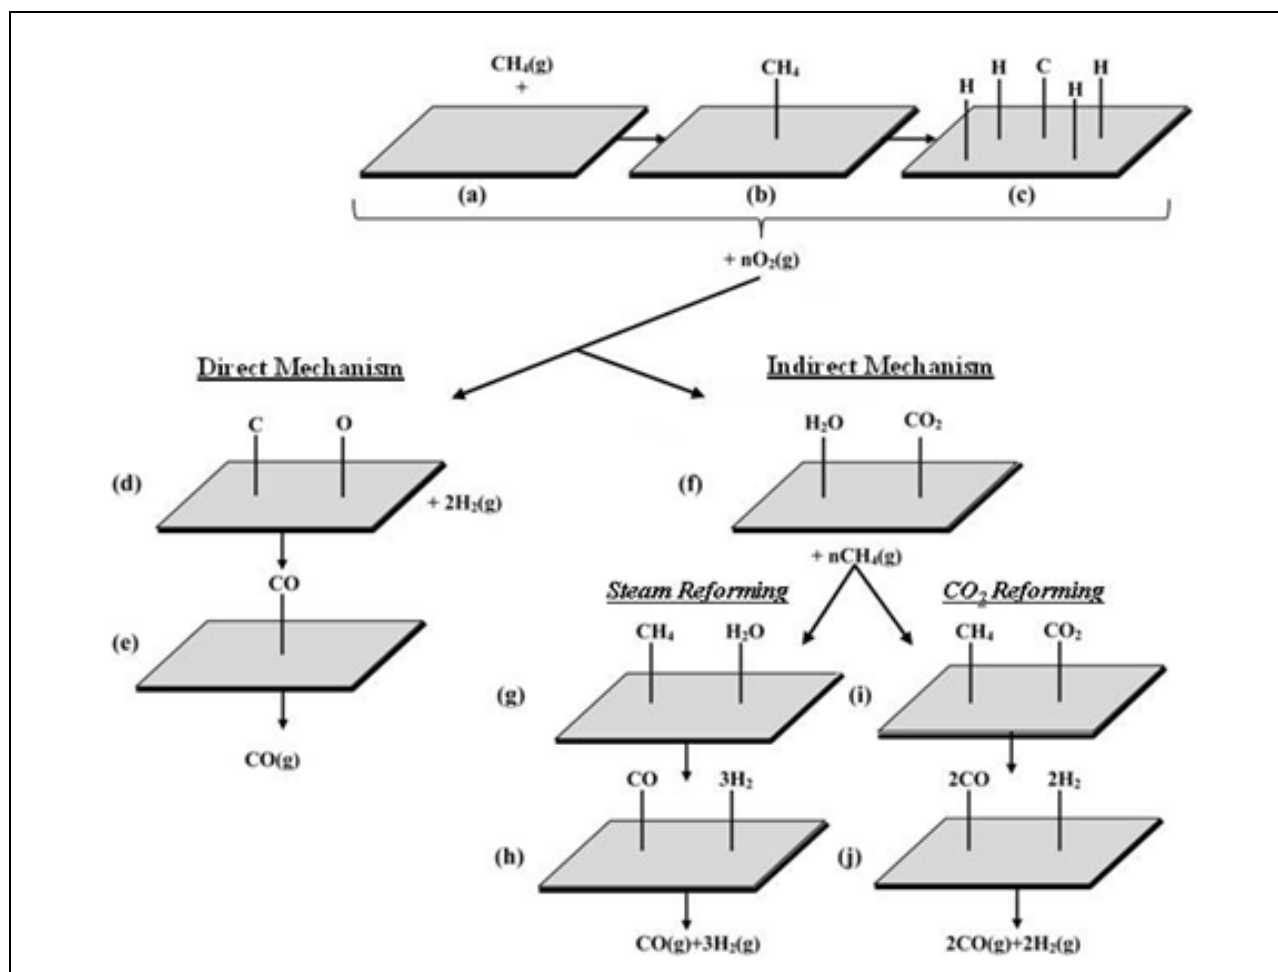 CH₄(g)
+
CH₄
H H C H H
(a) (b) (c)
+ nO₂(g)
Direct Mechanism
Indirect Mechanism
C O
H₂O CO₂
(d)
+ 2H₂(g)
(f)
+ nCH₄(g)
CO
Steam Reforming
CO₂ Reforming
(e)
CH₄ H₂O
CH₄ CO₂
(g)
(i)
CO(g)
CO 3H₂
2CO 2H₂
(h)
(j)
CO(g)+3H₂(g)
2CO(g)+2H₂(g)